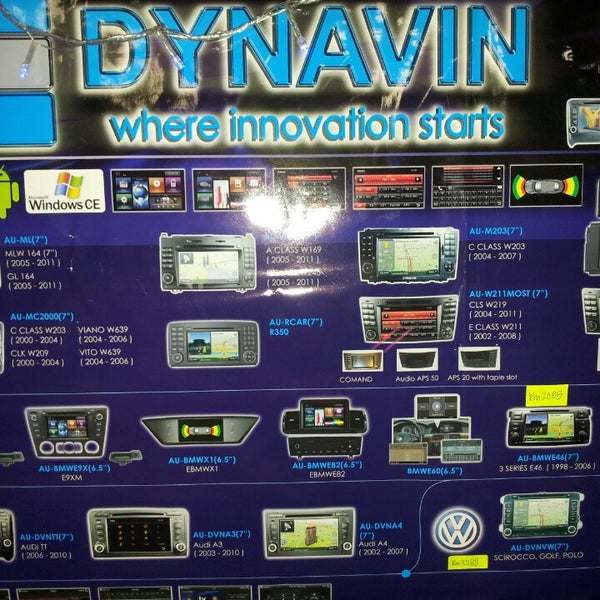 DYNAVIN
where innovation starts
Microsoft
Windows CE
AU-ML(7")
MLW 164 (7")
( 2005 - 2011 )
GL 164
( 2005 - 2011 )
A CLASS W169
( 2005 - 2011 )
AU-M203(7")
C CLASS W203
( 2004 - 2007 )
AU-W211MOST (7")
CLS W219
( 2004 - 2011 )
E CLASS W211
( 2002 - 2008 )
AU-MC2000(7")
C CLASS W203
( 2000 - 2004 )
CLK W209
( 2000 - 2004 )
VIANO W639
( 2004 - 2006 )
VITO W639
( 2004 - 2006 )
AU-RCAR(7")
R350
COMAND
Audio APS 50
APS 20 with taple slot
AU-BMWE9X(6.5")
E9XM
AU-BMWX1(6.5")
EBMWX1
AU-BMWE82(6.5")
EBMWE82
BMWE60(6.5")
Rm3085
AU-BMWE46(7")
3 SERIES E46 ( 1998 - 2006 )
AU-DVNTT(7")
AUDI TT
( 2006 - 2010 )
AU-DVNA3(7")
Audi A3
( 2003 - 2010 )
AU-DVNA4
(7")
Audi A4
( 2002 - 2007 )
Rm3288
AU-DVNVW(7")
SCIROCCO, GOLF, POLO